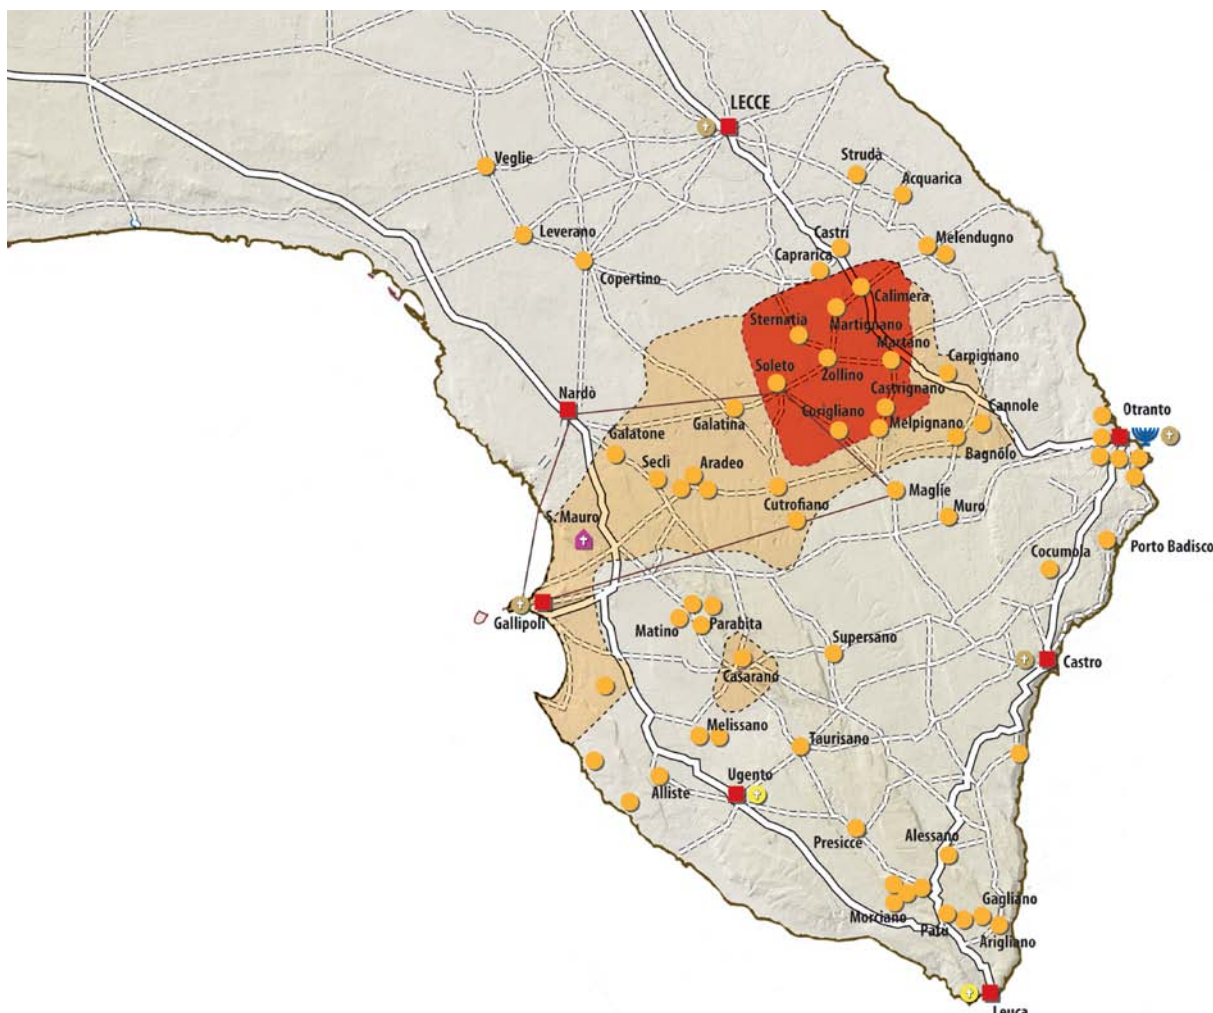 LECCE
Strudà
Veglie
Acquarica
Castrì
Leverano
Melendugno
Caprarica
Copertino
Calimera
Sternatia
Martignano
Martano
Carpignano
Soleto
Zollino
Nardò
Castrignano
Cannole
Otranto
Corigliano
Galatina
Melpignano
Galatone
Bagnolo
Seclì
Aradeo
Maglie
Cutrofiano
Muro
S. Mauro
Porto Badisco
Cocumola
Gallipoli
Matino
Parabita
Supersano
Castro
Casarano
Melissano
Taurisano
Ugento
Alliste
Alessano
Presicce
Gagliano
Morciano
Patù
Arigliano
Leuca